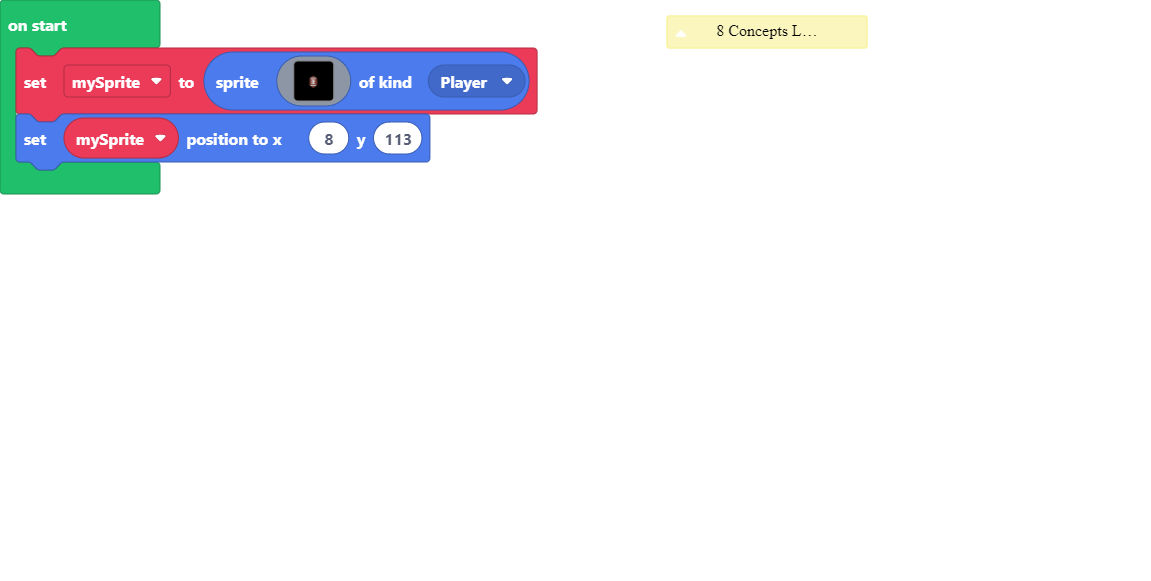 on start
set mySprite to sprite of kind Player
set mySprite position to x 8 y 113
8 Concepts L…